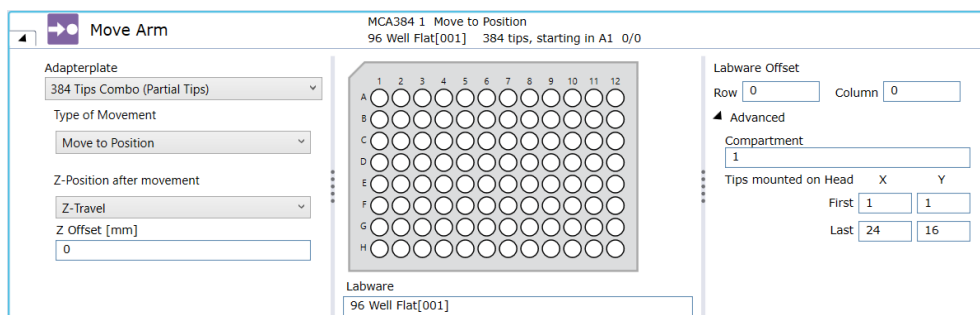 Move Arm
MCA384 1 Move to Position
96 Well Flat[001] 384 tips, starting in A1 0/0
Adapterplate
384 Tips Combo (Partial Tips)
Type of Movement
Move to Position
Z-Position after movement
Z-Travel
Z Offset [mm]
0
1 2 3 4 5 6 7 8 9 10 11 12
A
B
C
D
E
F
G
H
Labware
96 Well Flat[001]
Labware Offset
Row 0 Column 0
Advanced
Compartment
1
Tips mounted on Head X Y
First 1 1
Last 24 16